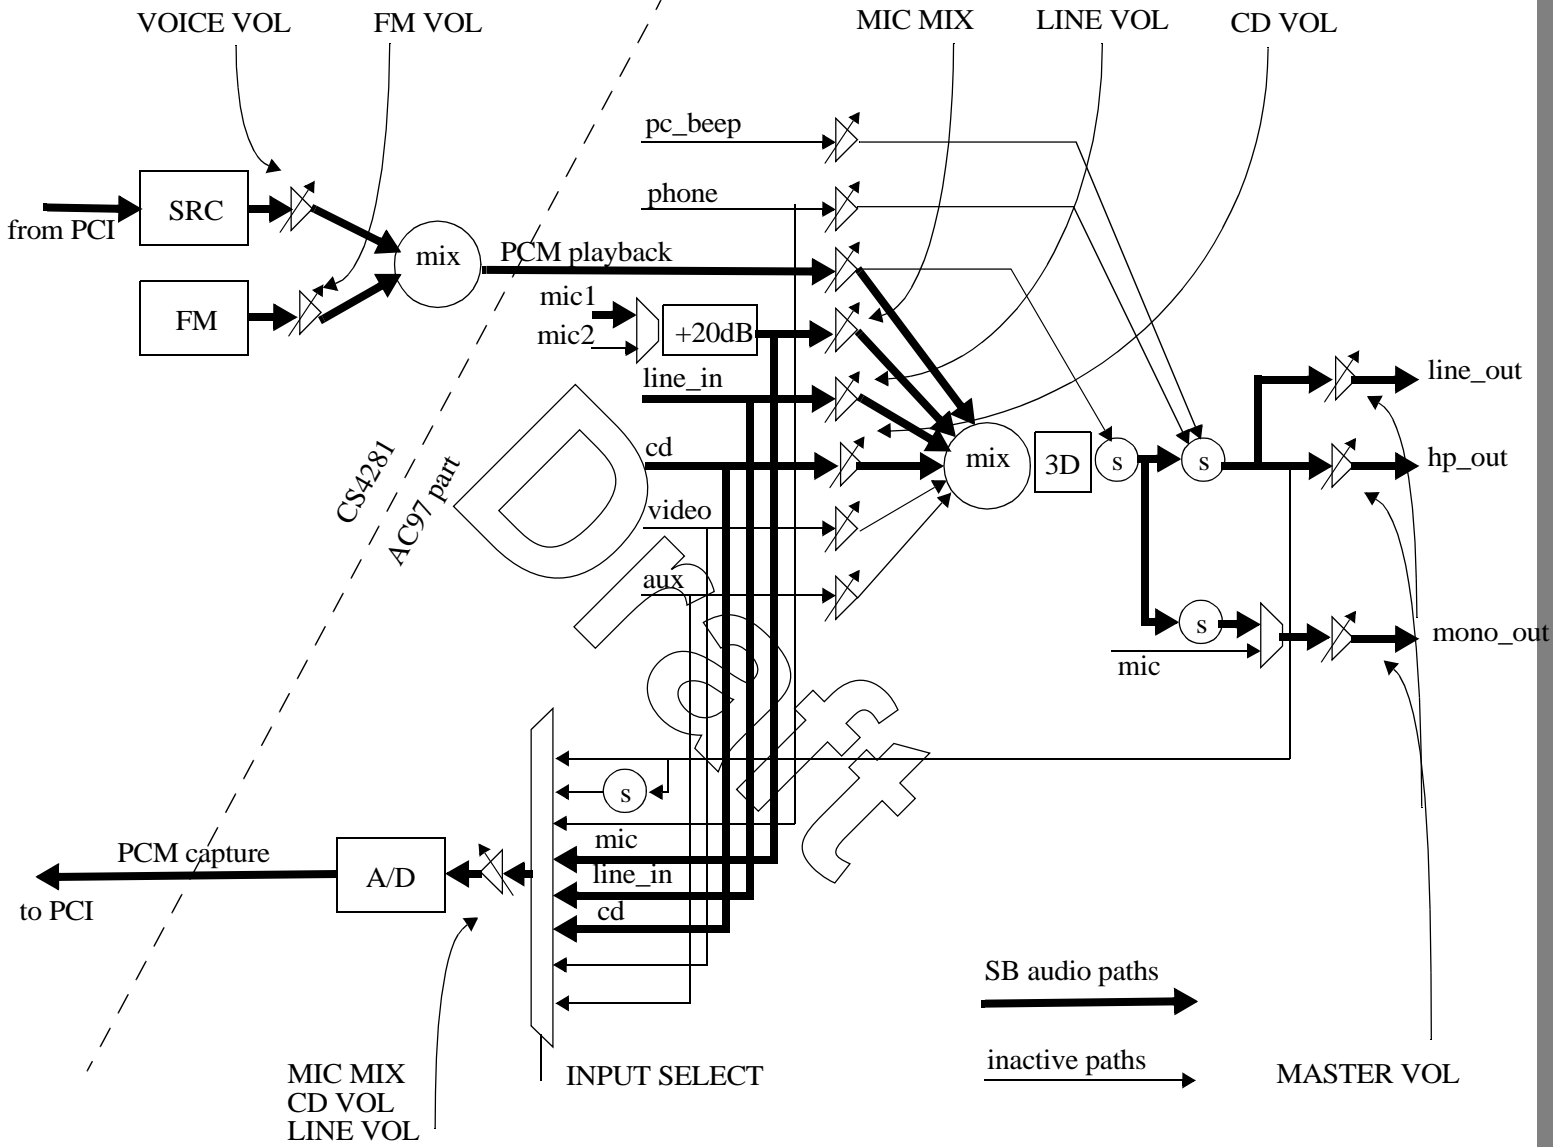 VOICE VOL
FM VOL
MIC MIX
LINE VOL
CD VOL
pc_beep
phone
SRC
from PCI
mix
PCM playback
FM
mic1
mic2
+20dB
line_in
cd
video
aux
mix
3D
s
s
line_out
hp_out
s
mic
mono_out
CS4281
AC97 part
Draft
s
mic
line_in
cd
PCM capture
A/D
to PCI
SB audio paths
inactive paths
MIC MIX
CD VOL
LINE VOL
INPUT SELECT
MASTER VOL